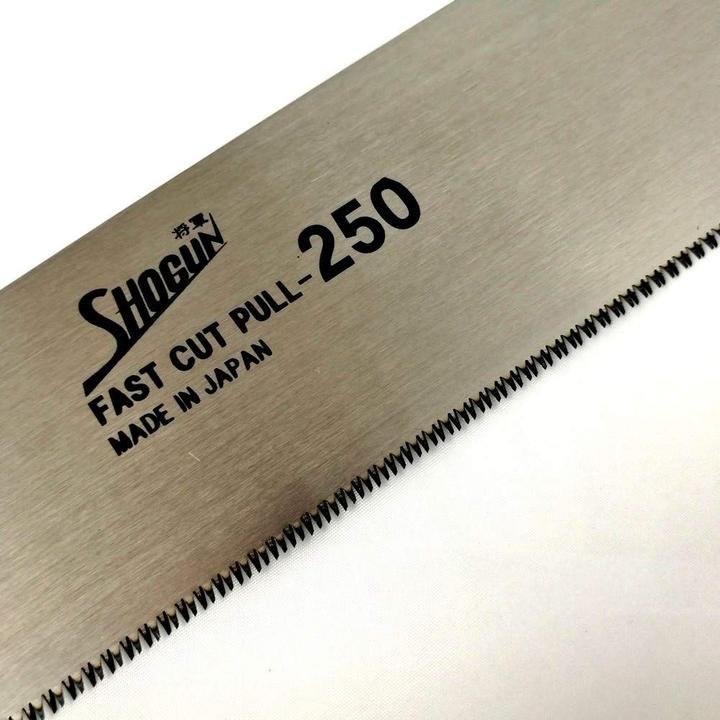 将軍
SHOGUN
FAST CUT PULL-250
MADE IN JAPAN